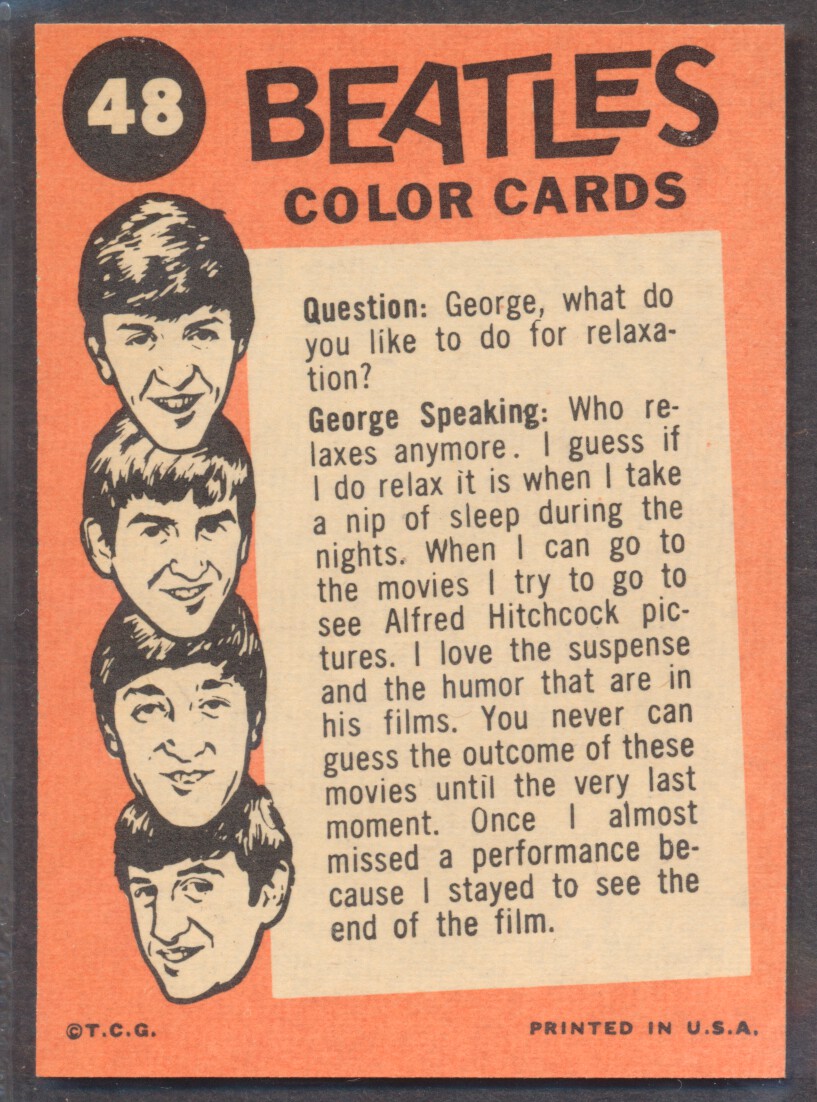 48
BEATLES
COLOR CARDS
Question: George, what do
you like to do for relaxa-
tion?
George Speaking: Who re-
laxes anymore. I guess if
I do relax it is when I take
a nip of sleep during the
nights. When I can go to
the movies I try to go to
see Alfred Hitchcock pic-
tures. I love the suspense
and the humor that are in
his films. You never can
guess the outcome of these
movies until the very last
moment. Once I almost
missed a performance be-
cause I stayed to see the
end of the film.
©T.C.G.
PRINTED IN U.S.A.